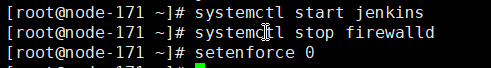 [root@node-171 ~]# systemctl start jenkins
[root@node-171 ~]# systemctl stop firewalld
[root@node-171 ~]# setenforce 0